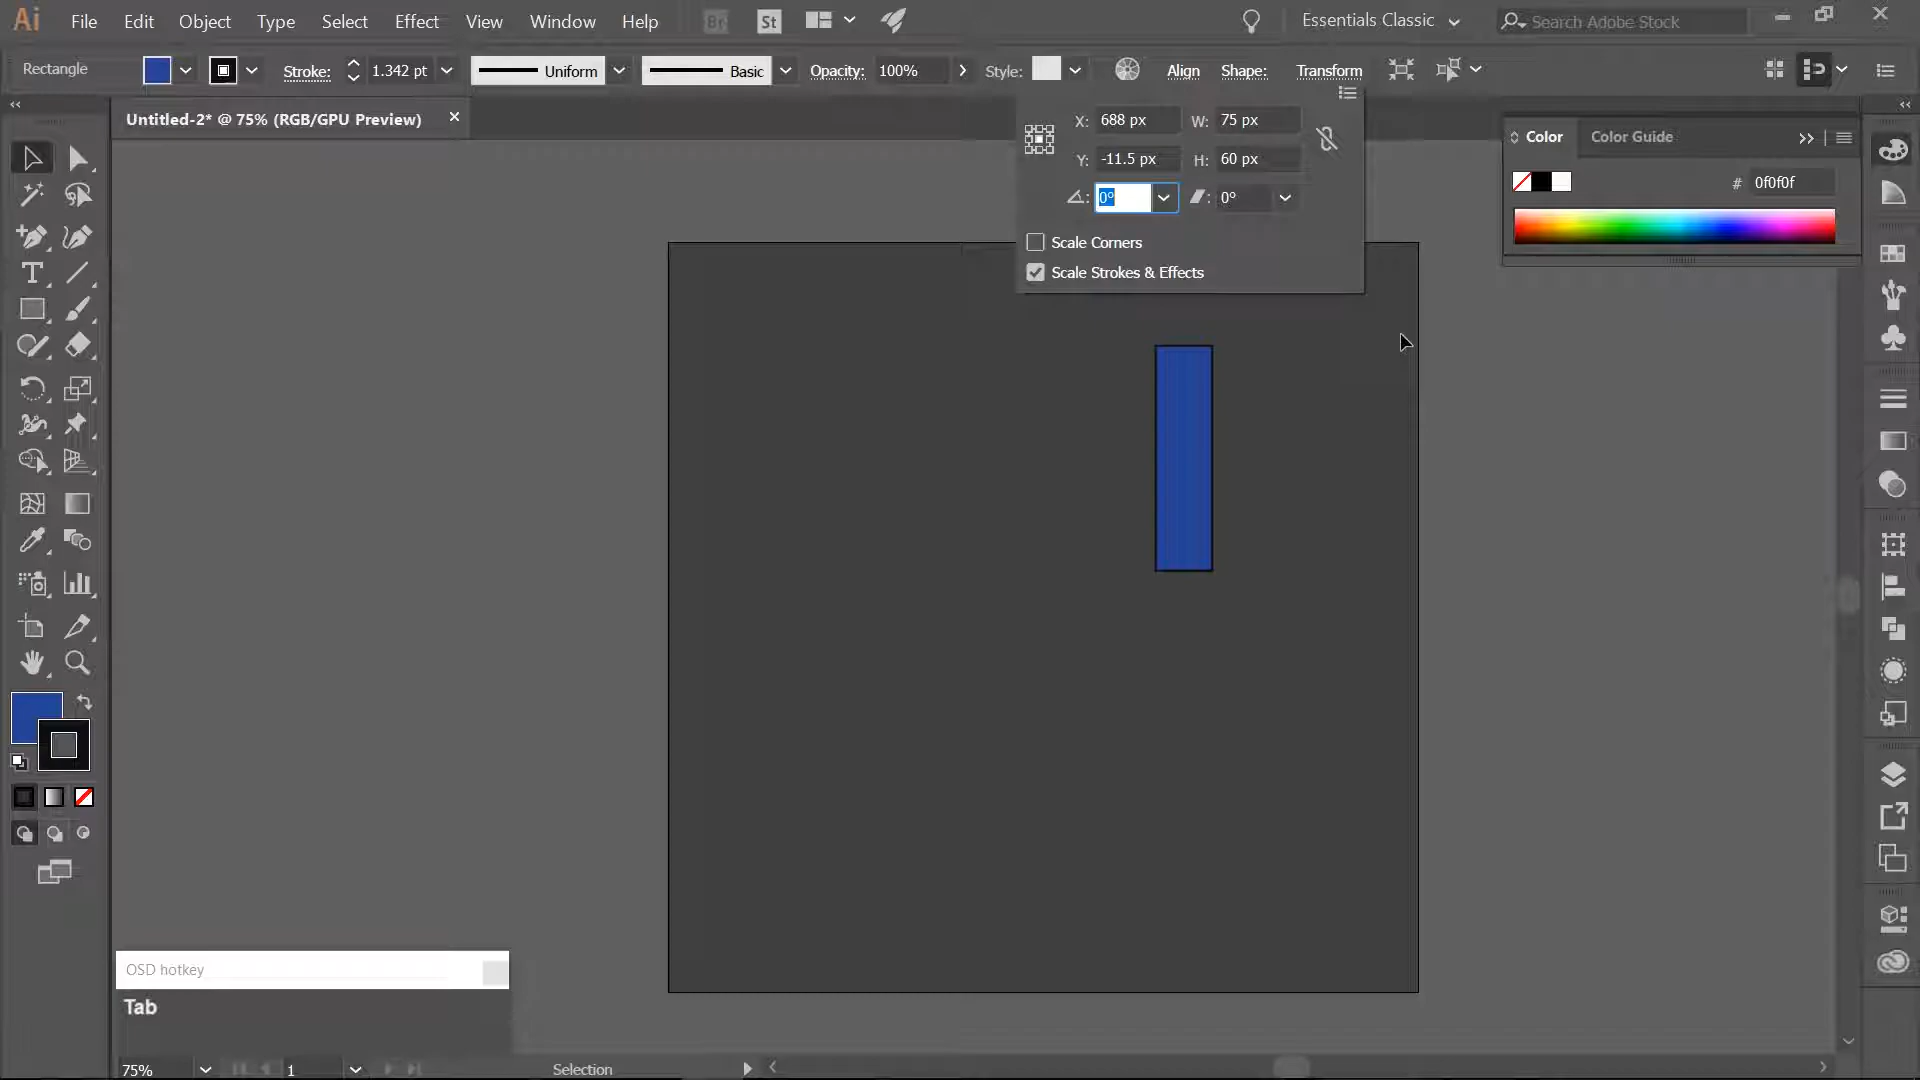 Ai File Edit Object Type Select Effect View Window Help Br St Essentials Classic Search Adobe Stock
Rectangle Stroke: 1.342 pt Uniform Basic Opacity: 100% Style: Align Shape: Transform
Untitled-2* @ 75% (RGB/GPU Preview)
X: 688 px W: 75 px
Y: -11.5 px H: 60 px
0° 0°
Scale Corners
Scale Strokes & Effects
Color Color Guide
# 0f0f0f
OSD hotkey
Tab
75% 1 Selection